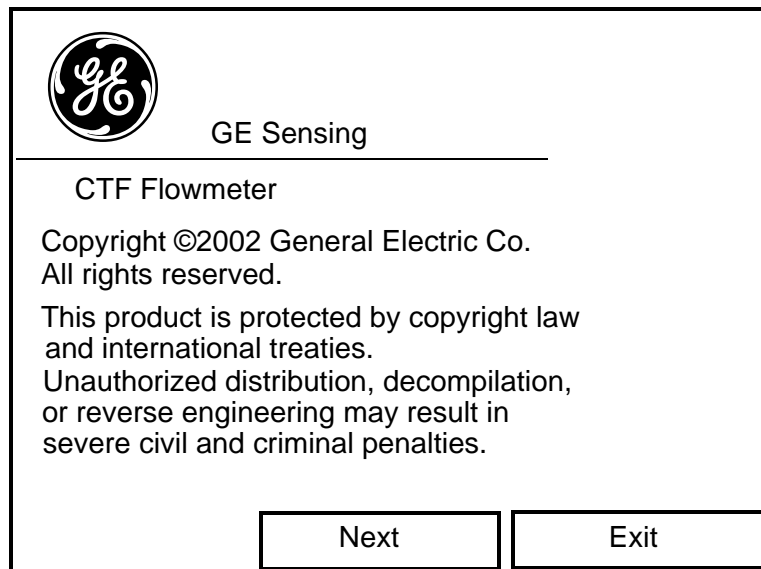 GE
GE Sensing
CTF Flowmeter
Copyright ©2002 General Electric Co.
All rights reserved.
This product is protected by copyright law
and international treaties.
Unauthorized distribution, decompilation,
or reverse engineering may result in
severe civil and criminal penalties.
Next Exit